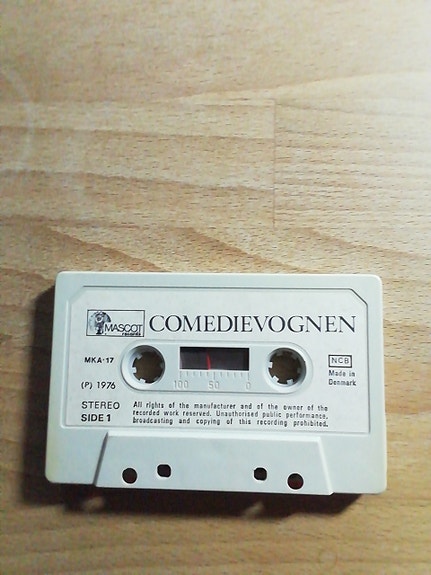 MASCOT
records
COMEDIEVOGNEN
MKA-17
NCB
Made in
Denmark
100 50 0
(P) 1976
STEREO
SIDE 1
All rights of the manufacturer and of the owner of the
recorded work reserved. Unauthorised public performance,
broadcasting and copying of this recording prohibited.